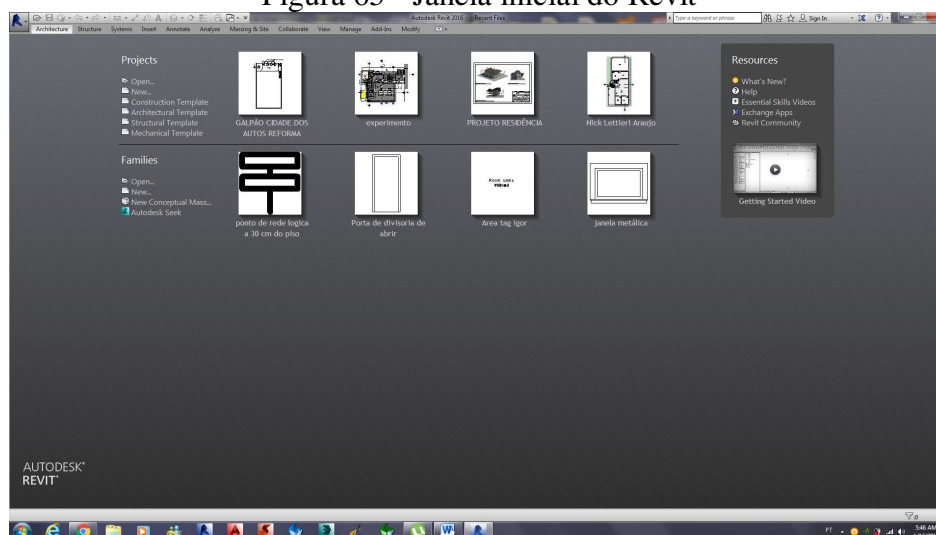 Figura 63 - Janela inicial do Revit
Autodesk Revit 2016 - Recent Files
Type a keyword or phrase
Sign In
Architecture Structure Systems Insert Annotate Analyze Massing & Site Collaborate View Manage Add-Ins Modify
Projects
Open...
New...
Construction Template
Architectural Template
Structural Template
Mechanical Template
GALPÃO CIDADE DOS
AUTOS REFORMA
experimento
PROJETO RESIDÊNCIA
Nick Lettieri Araujo
Families
Open...
New...
New Conceptual Mass...
Autodesk Seek
ponto de rede logica
a 30 cm do piso
Porta de divisoria de
abrir
Room name
Area tag igor
janela metálica
Resources
What's New?
Help
Essential Skills Videos
Exchange Apps
Revit Community
Getting Started Video
AUTODESK®
REVIT®
:0
PT
5:46 AM